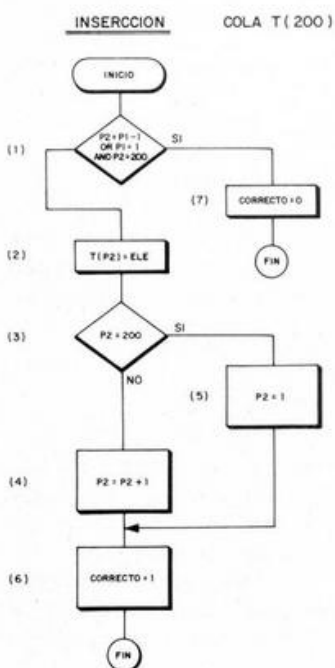 INSERCCION COLA T(200)
INICIO
(1)
P2=P1-1
OR P1=1
AND P2=200
SI
(7)
CORRECTO=0
FIN
(2)
T(P2)=ELE
(3)
P2=200
SI
NO
(5)
P2=1
(4)
P2=P2+1
(6)
CORRECTO=1
FIN